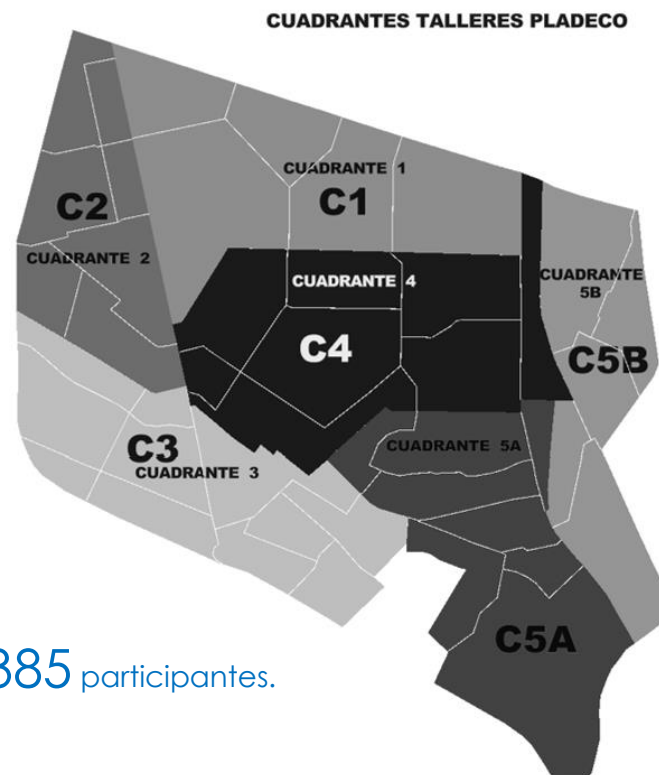 CUADRANTES TALLERES PLADECO
CUADRANTE 1
C1
C2
CUADRANTE 2
CUADRANTE 4
C4
CUADRANTE
5B
C5B
C3
CUADRANTE 3
CUADRANTE 5A
C5A
participantes.